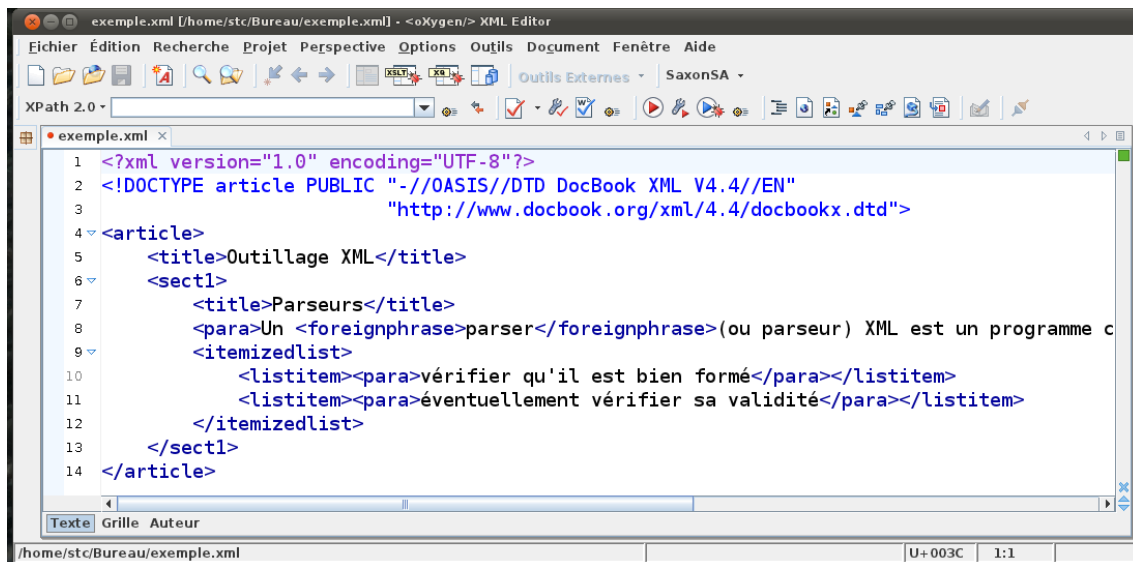 exemple.xml [/home/stc/Bureau/exemple.xml] - <oXygen/> XML Editor
Fichier Édition Recherche Projet Perspective Options Outils Document Fenêtre Aide
XSLT XQ Outils Externes SaxonSA
XPath 2.0
exemple.xml
1 <?xml version="1.0" encoding="UTF-8"?>
2 <!DOCTYPE article PUBLIC "-//OASIS//DTD DocBook XML V4.4//EN"
3 "http://www.docbook.org/xml/4.4/docbookx.dtd">
4 <article>
5 <title>Outillage XML</title>
6 <sect1>
7 <title>Parseurs</title>
8 <para>Un <foreignphrase>parser</foreignphrase>(ou parseur) XML est un programme c
9 <itemizedlist>
10 <listitem><para>vérifier qu'il est bien formé</para></listitem>
11 <listitem><para>éventuellement vérifier sa validité</para></listitem>
12 </itemizedlist>
13 </sect1>
14 </article>
Texte Grille Auteur
/home/stc/Bureau/exemple.xml U+003C 1:1